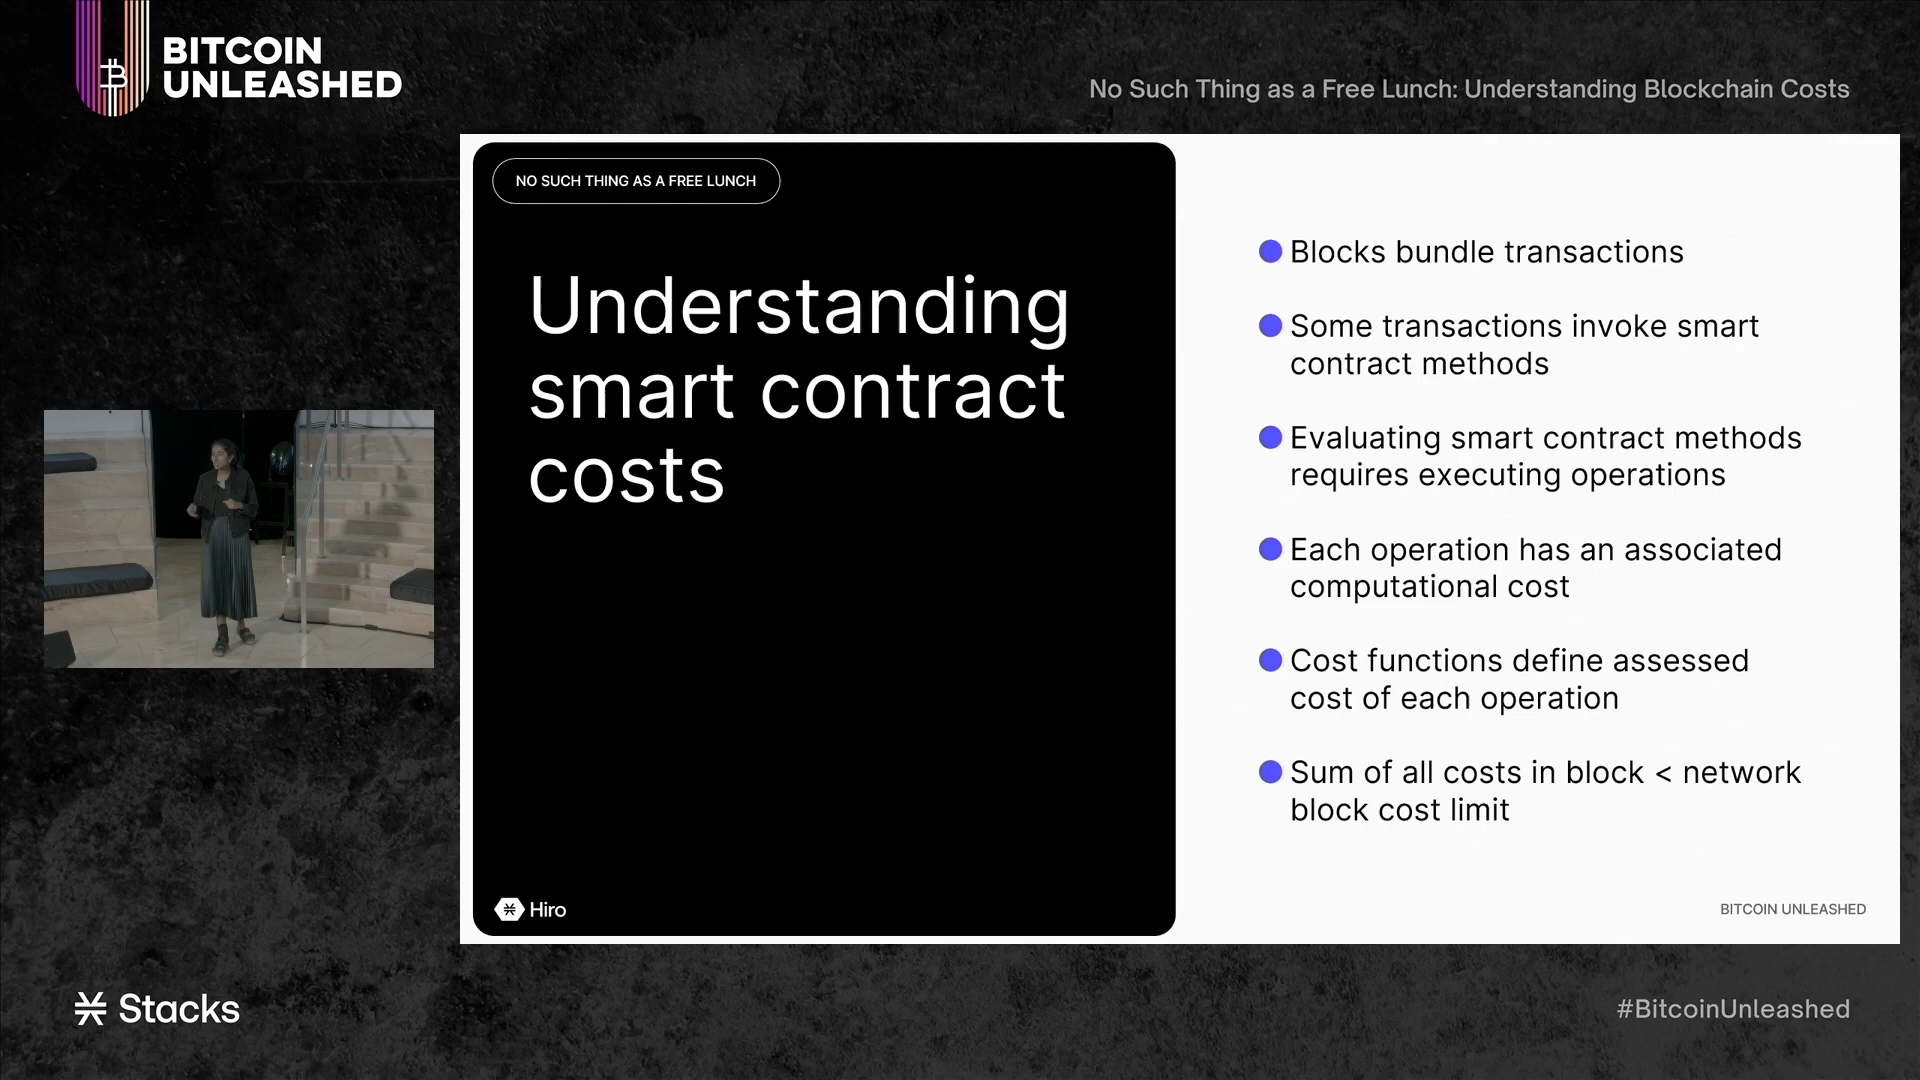 BITCOIN
UNLEASHED
No Such Thing as a Free Lunch: Understanding Blockchain Costs
NO SUCH THING AS A FREE LUNCH
Understanding
smart contract
costs
Blocks bundle transactions
Some transactions invoke smart
contract methods
Evaluating smart contract methods
requires executing operations
Each operation has an associated
computational cost
Cost functions define assessed
cost of each operation
Sum of all costs in block < network
block cost limit
Hiro
BITCOIN UNLEASHED
Stacks
#BitcoinUnleashed